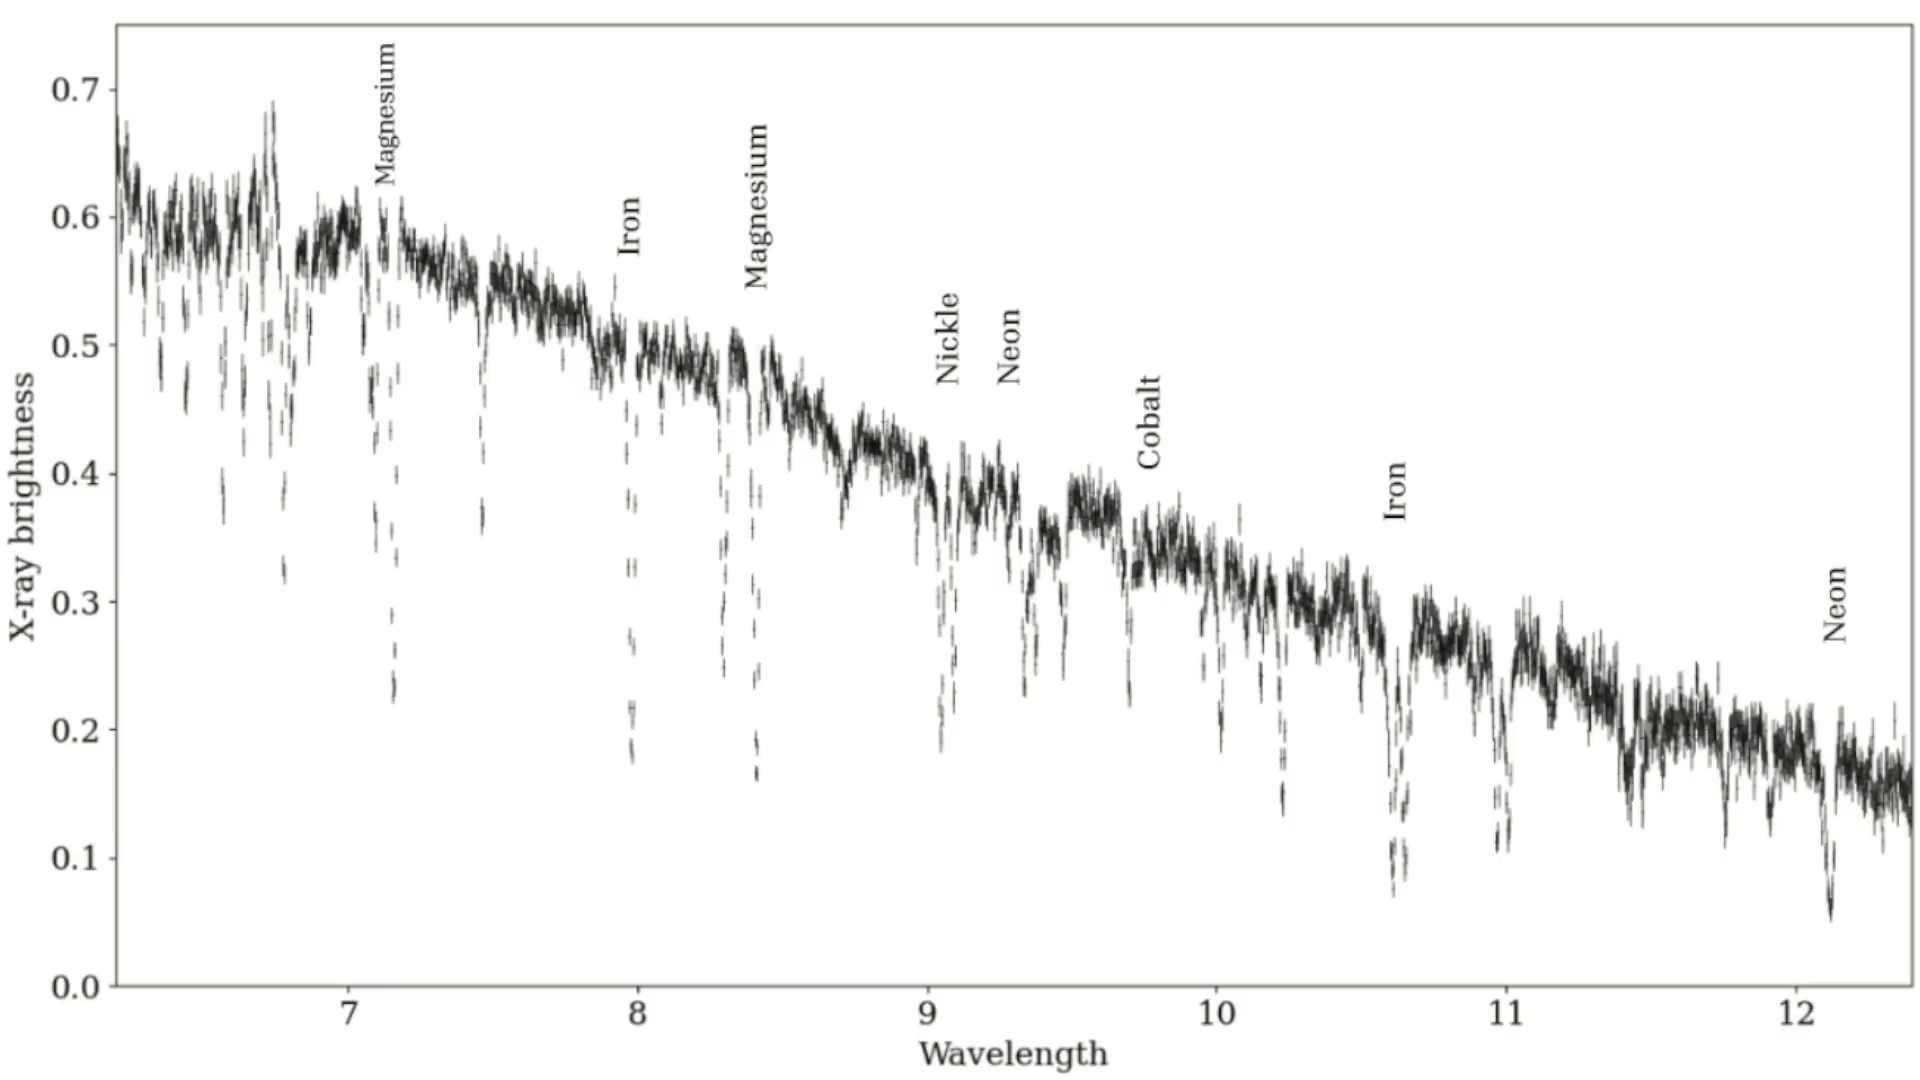 0.7
0.6
0.5
0.4
0.3
0.2
0.1
0.0
X-ray brightness
Magnesium
Iron
Magnesium
Nickle
Neon
Cobalt
Iron
Neon
7 8 9 10 11 12
Wavelength